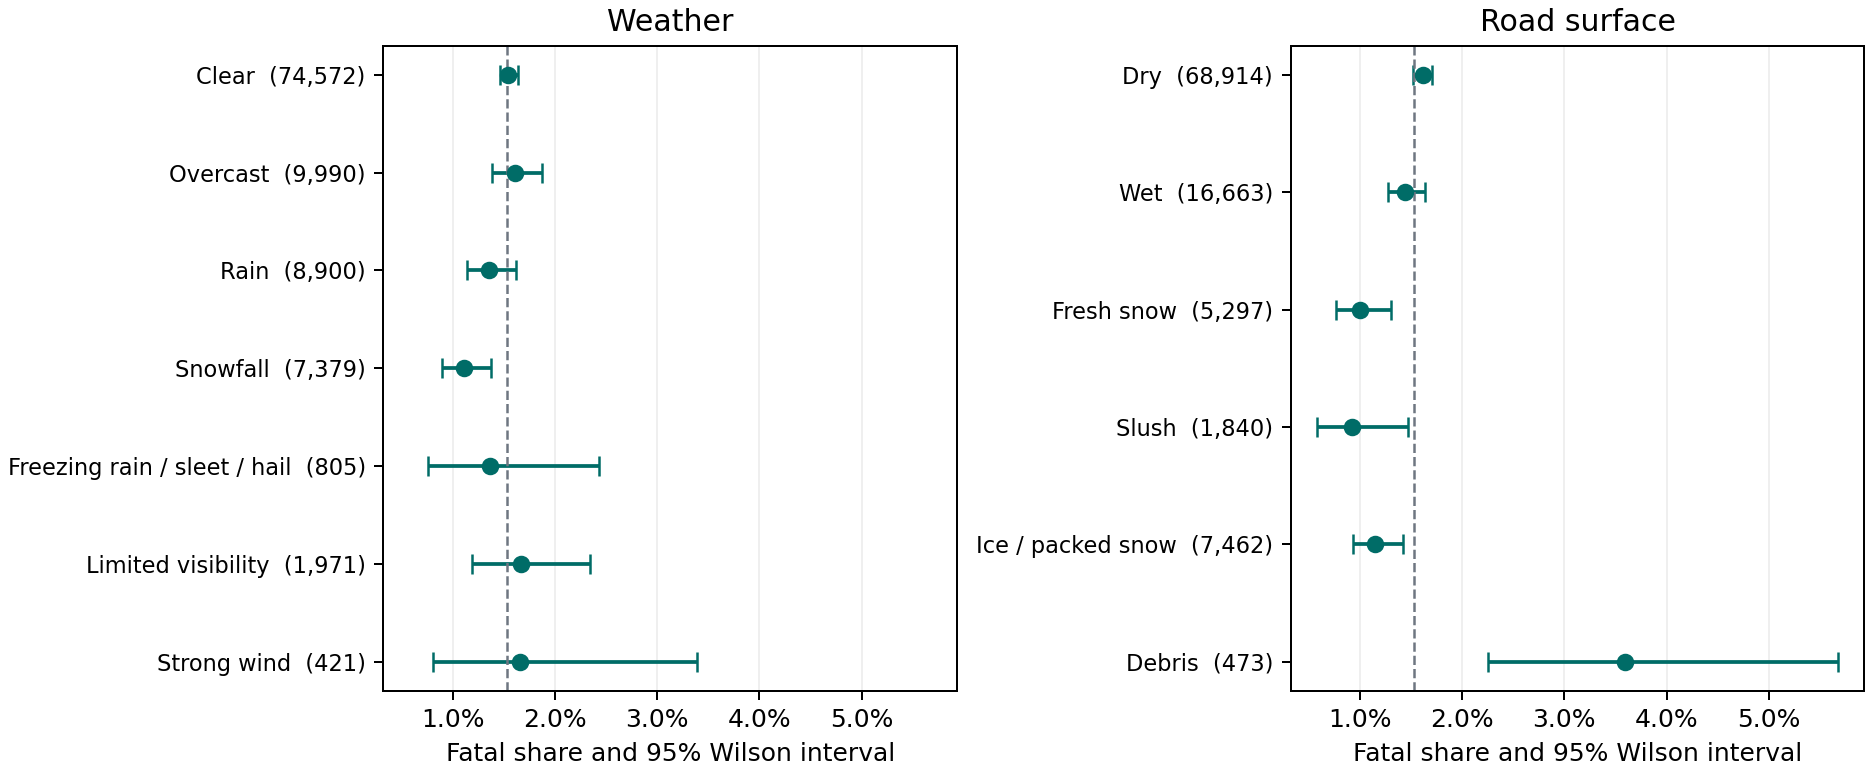 Weather
Clear (74,572)
Overcast (9,990)
Rain (8,900)
Snowfall (7,379)
Freezing rain / sleet / hail (805)
Limited visibility (1,971)
Strong wind (421)
1.0% 2.0% 3.0% 4.0% 5.0%
Fatal share and 95% Wilson interval
Road surface
Dry (68,914)
Wet (16,663)
Fresh snow (5,297)
Slush (1,840)
Ice / packed snow (7,462)
Debris (473)
1.0% 2.0% 3.0% 4.0% 5.0%
Fatal share and 95% Wilson interval